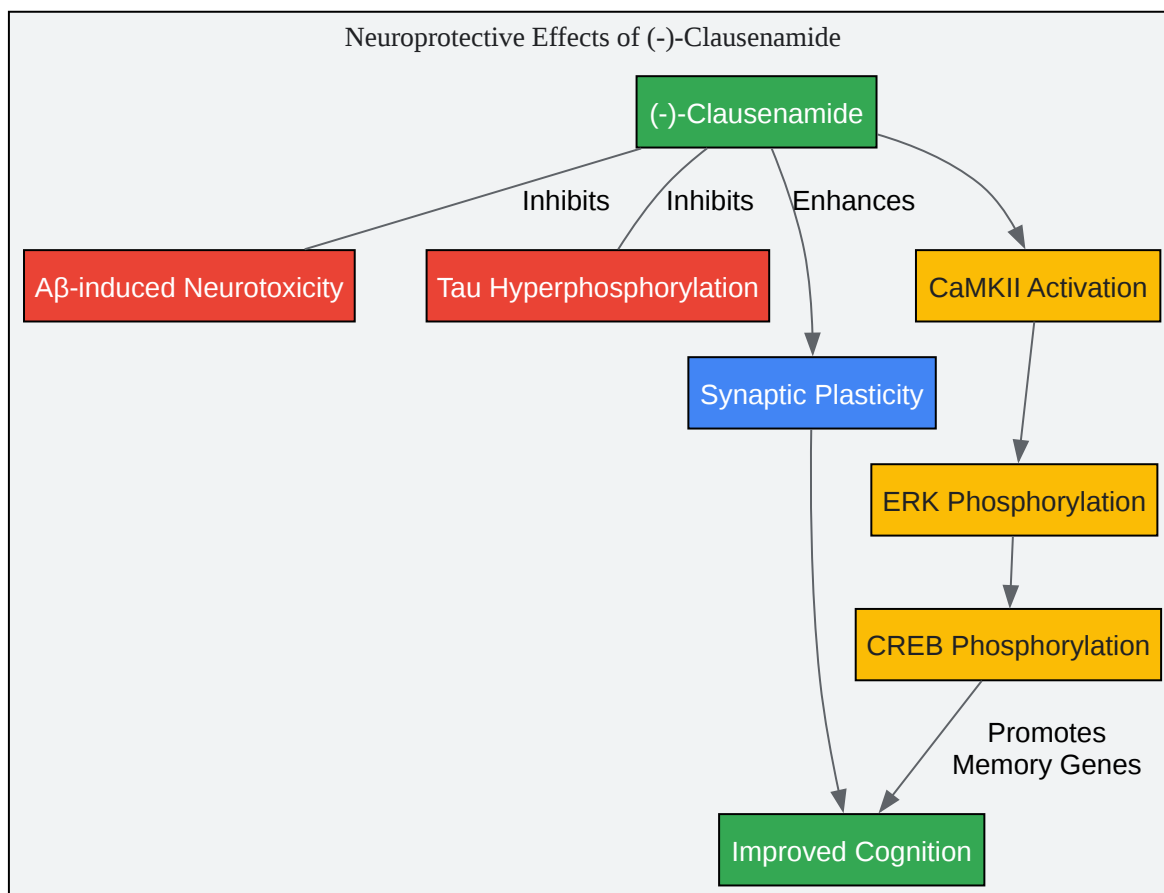 Neuroprotective Effects of (-)-Clausenamide
(-)-Clausenamide
Inhibits
Inhibits
Enhances
Aβ-induced Neurotoxicity
Tau Hyperphosphorylation
CaMKII Activation
Synaptic Plasticity
ERK Phosphorylation
CREB Phosphorylation
Promotes
Memory Genes
Improved Cognition